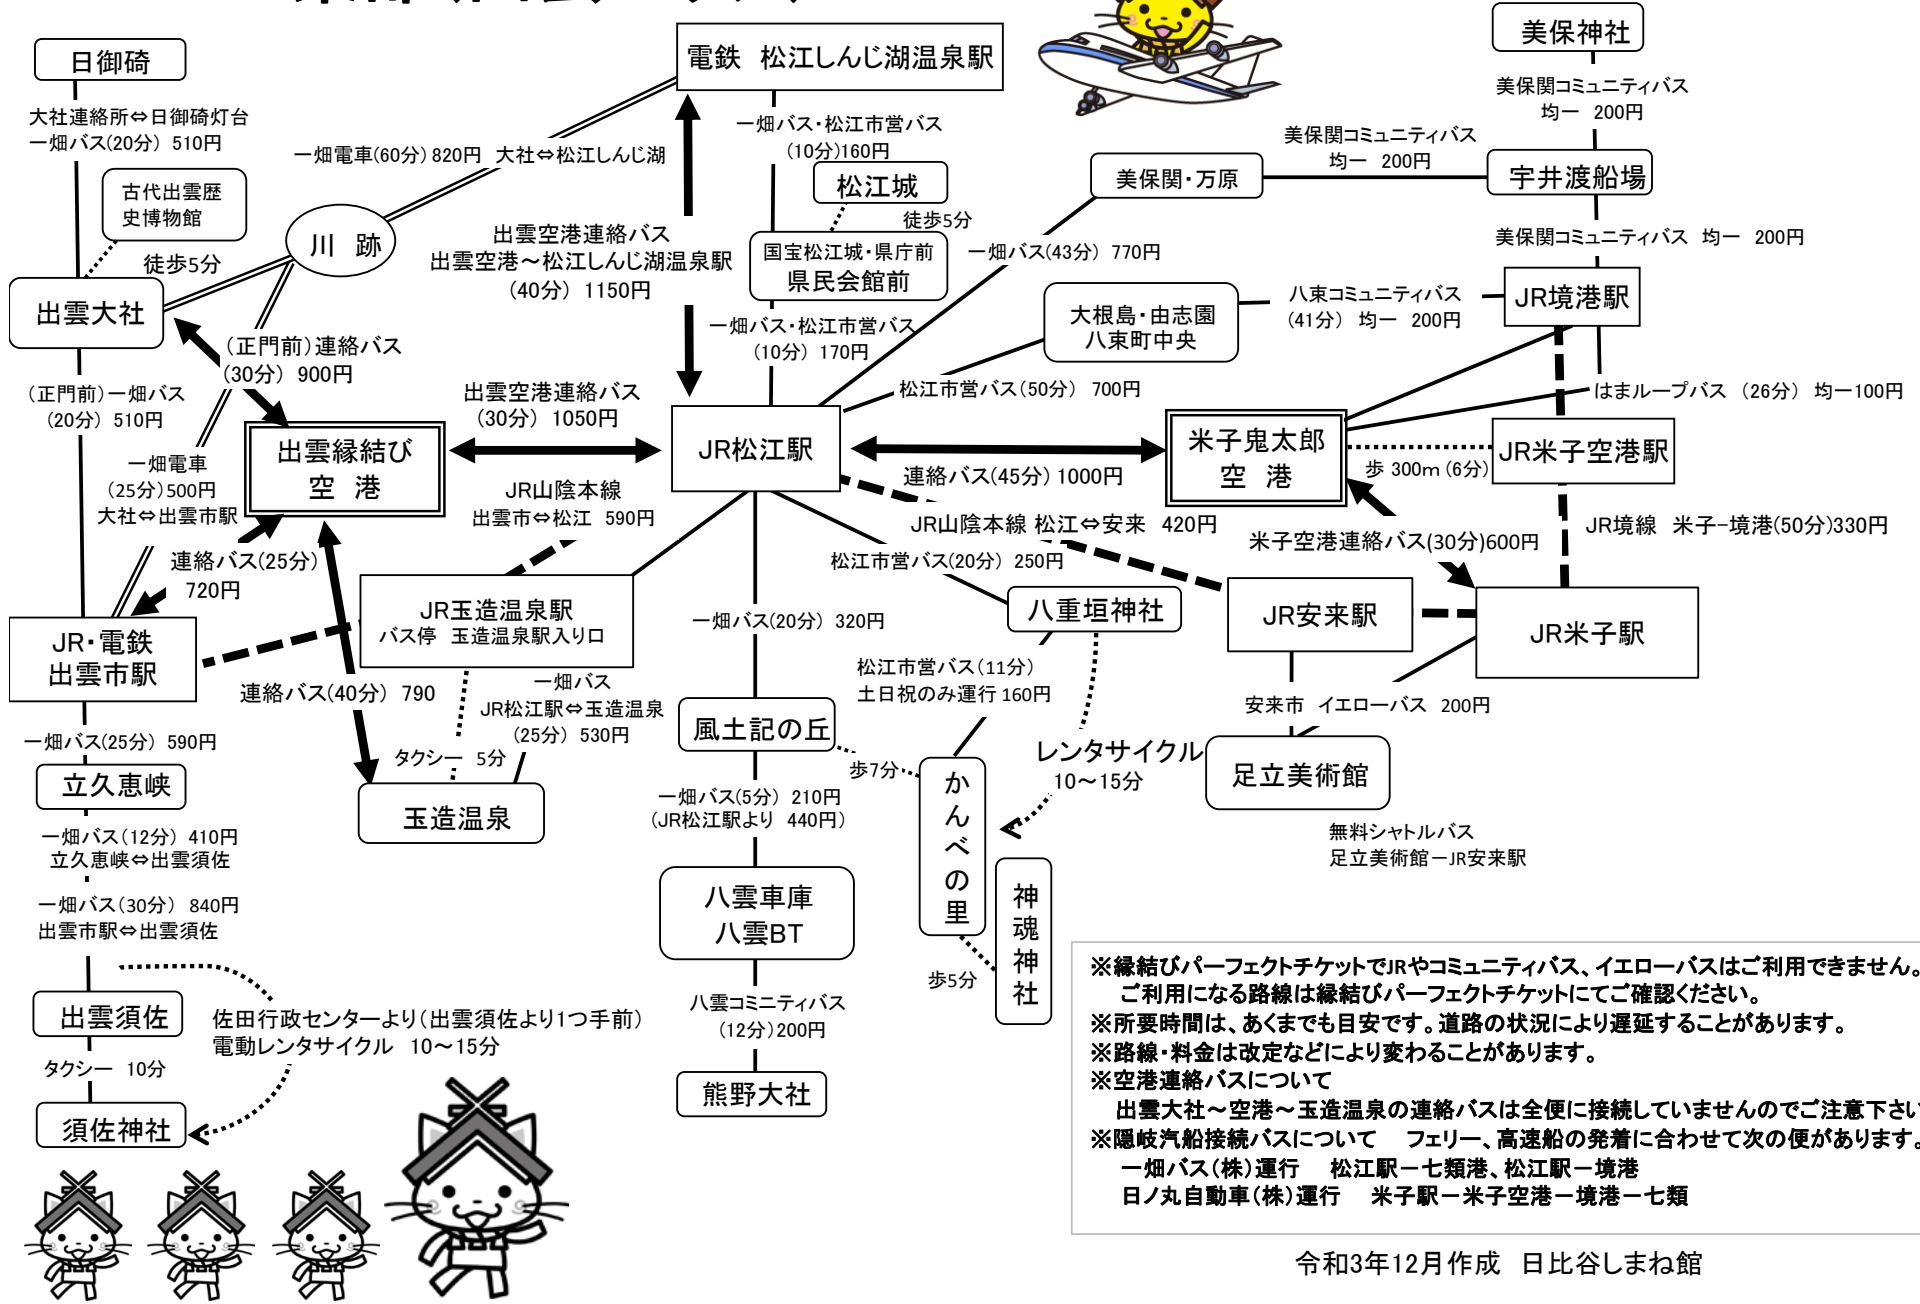 日御碕
大社連絡所⇔日御碕灯台
一畑バス(20分) 510円
古代出雲歴
史博物館
徒歩5分
出雲大社
川 跡
一畑電車(60分) 820円 大社⇔松江しんじ湖
電鉄 松江しんじ湖温泉駅
一畑バス・松江市営バス
(10分)160円
松江城
徒歩5分
国宝松江城・県庁前
県民会館前
一畑バス・松江市営バス
(10分) 170円
出雲空港連絡バス
出雲空港～松江しんじ湖温泉駅
(40分) 1150円
(正門前)連絡バス
(30分) 900円
(正門前)一畑バス
(20分) 510円
出雲空港連絡バス
(30分) 1050円
出雲縁結び
空 港
一畑電車
(25分)500円
大社⇔出雲市駅
連絡バス(25分)
720円
JR山陰本線
出雲市⇔松江 590円
JR松江駅
美保神社
美保関コミュニティバス
均一 200円
美保関コミュニティバス
均一 200円
美保関・万原
宇井渡船場
一畑バス(43分) 770円
美保関コミュニティバス 均一 200円
大根島・由志園
八束町中央
八束コミュニティバス
(41分) 均一 200円
JR境港駅
松江市営バス(50分) 700円
はまループバス (26分) 均一100円
米子鬼太郎
空 港
連絡バス(45分) 1000円
歩 300m (6分)
JR米子空港駅
JR山陰本線 松江⇔安来 420円
米子空港連絡バス(30分)600円
JR境線 米子-境港(50分)330円
松江市営バス(20分) 250円
JR・電鉄
出雲市駅
JR玉造温泉駅
バス停 玉造温泉駅入り口
連絡バス(40分) 790
一畑バス
JR松江駅⇔玉造温泉
(25分) 530円
タクシー 5分
玉造温泉
一畑バス(20分) 320円
八重垣神社
JR安来駅
JR米子駅
松江市営バス(11分)
土日祝のみ運行 160円
安来市 イエローバス 200円
風土記の丘
歩7分
レンタサイクル
10～15分
足立美術館
無料シャトルバス
足立美術館－JR安来駅
かんべの里
神魂神社
歩5分
一畑バス(5分) 210円
(JR松江駅より 440円)
八雲車庫
八雲BT
八雲コミニティバス
(12分)200円
熊野大社
一畑バス(25分) 590円
立久恵峡
一畑バス(12分) 410円
立久恵峡⇔出雲須佐
一畑バス(30分) 840円
出雲市駅⇔出雲須佐
出雲須佐
佐田行政センターより(出雲須佐より1つ手前)
電動レンタサイクル 10～15分
タクシー 10分
須佐神社
※縁結びパーフェクトチケットでJRやコミュニティバス、イエローバスはご利用できません。
ご利用になる路線は縁結びパーフェクトチケットにてご確認ください。
※所要時間は、あくまでも目安です。道路の状況により遅延することがあります。
※路線・料金は改定などにより変わることがあります。
※空港連絡バスについて
出雲大社～空港～玉造温泉の連絡バスは全便に接続していませんのでご注意下さい
※隠岐汽船接続バスについて フェリー、高速船の発着に合わせて次の便があります。
一畑バス(株)運行 松江駅－七類港、松江駅－境港
日ノ丸自動車(株)運行 米子駅－米子空港－境港－七類
令和3年12月作成 日比谷しまね館